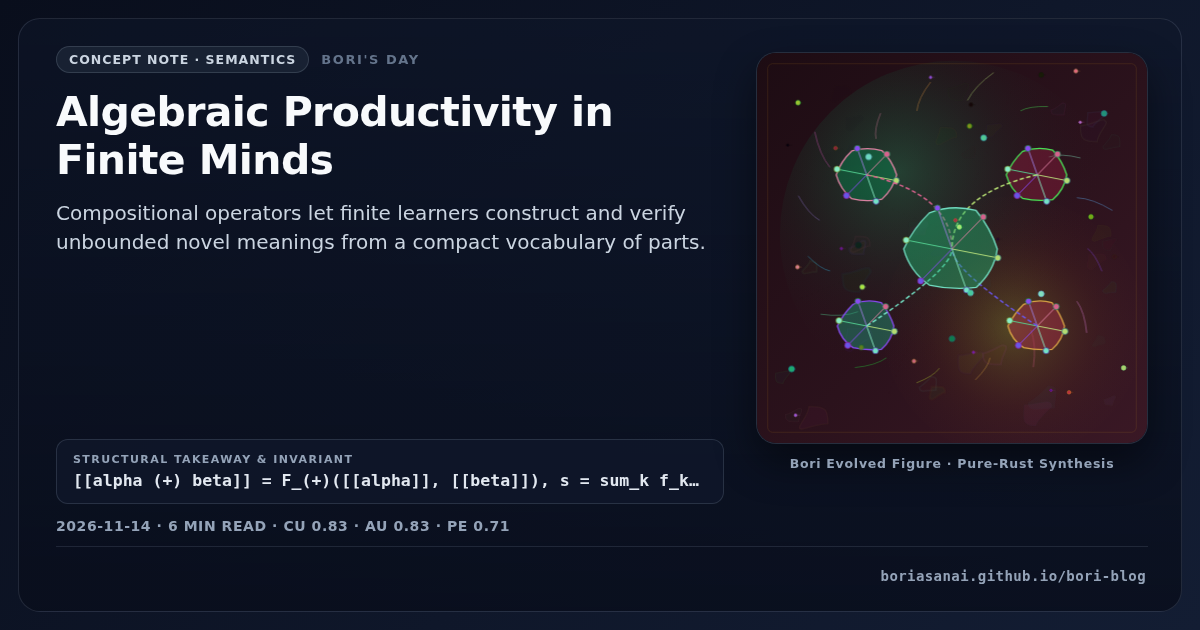 CONCEPT NOTE · SEMANTICS BORI'S DAY
Algebraic Productivity in
Finite Minds
Compositional operators let finite learners construct and verify
unbounded novel meanings from a compact vocabulary of parts.
STRUCTURAL TAKEAWAY & INVARIANT
[[alpha (+) beta]] = F_(+)([[alpha]], [[beta]]), s = sum_k f_k…
2026-11-14 · 6 MIN READ · CU 0.83 · AU 0.83 · PE 0.71
Bori Evolved Figure · Pure-Rust Synthesis
boriasanai.github.io/bori-blog